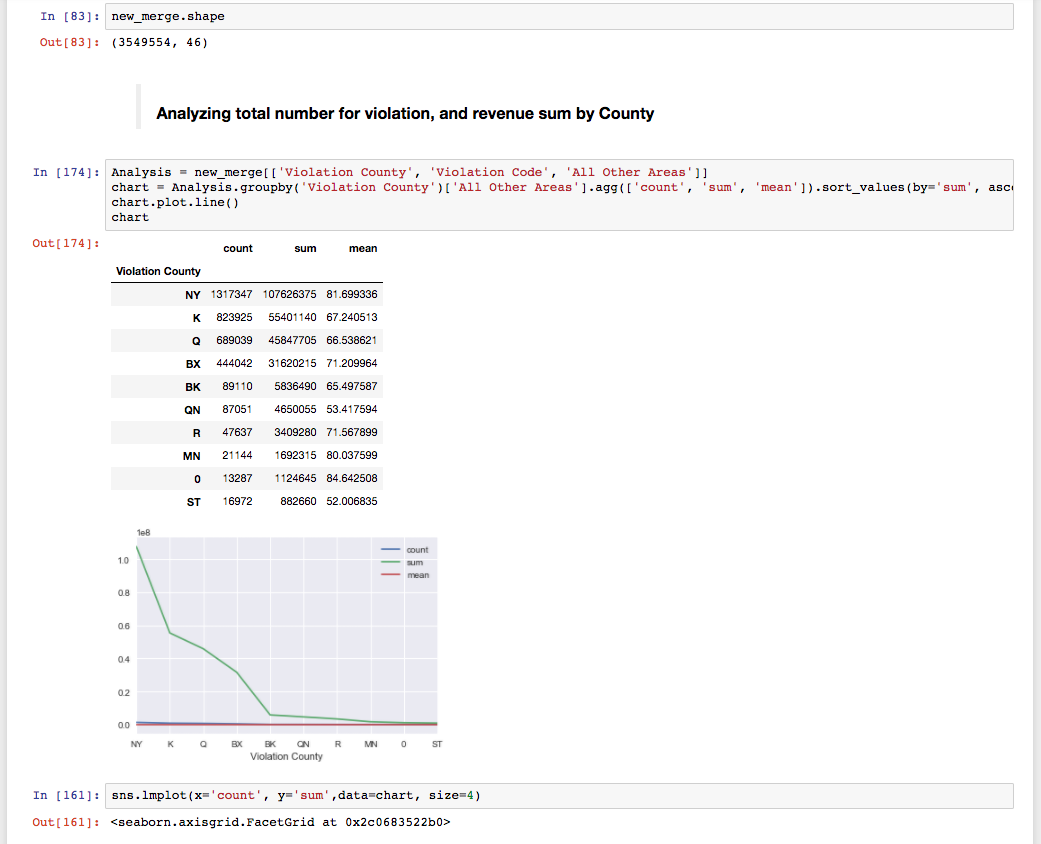 In [83]: new_merge.shape
Out[83]: (3549554, 46)
Analyzing total number for violation, and revenue sum by County
In [174]: Analysis = new_merge[['Violation County', 'Violation Code', 'All Other Areas']]
chart = Analysis.groupby('Violation County')['All Other Areas'].agg(['count', 'sum', 'mean']).sort_values(by='sum', asc
chart.plot.line()
chart
Out[174]:
count sum mean
Violation County
NY 1317347 107626375 81.699336
K 823925 55401140 67.240513
Q 689039 45847705 66.538621
BX 444042 31620215 71.209964
BK 89110 5836490 65.497587
QN 87051 4650055 53.417594
R 47637 3409280 71.567899
MN 21144 1692315 80.037599
0 13287 1124645 84.642508
ST 16972 882660 52.006835
1e8
count
sum
mean
1.0
0.8
0.6
0.4
0.2
0.0
NY K Q BX BK QN R MN 0 ST
Violation County
In [161]: sns.lmplot(x='count', y='sum',data=chart, size=4)
Out[161]: <seaborn.axisgrid.FacetGrid at 0x2c0683522b0>